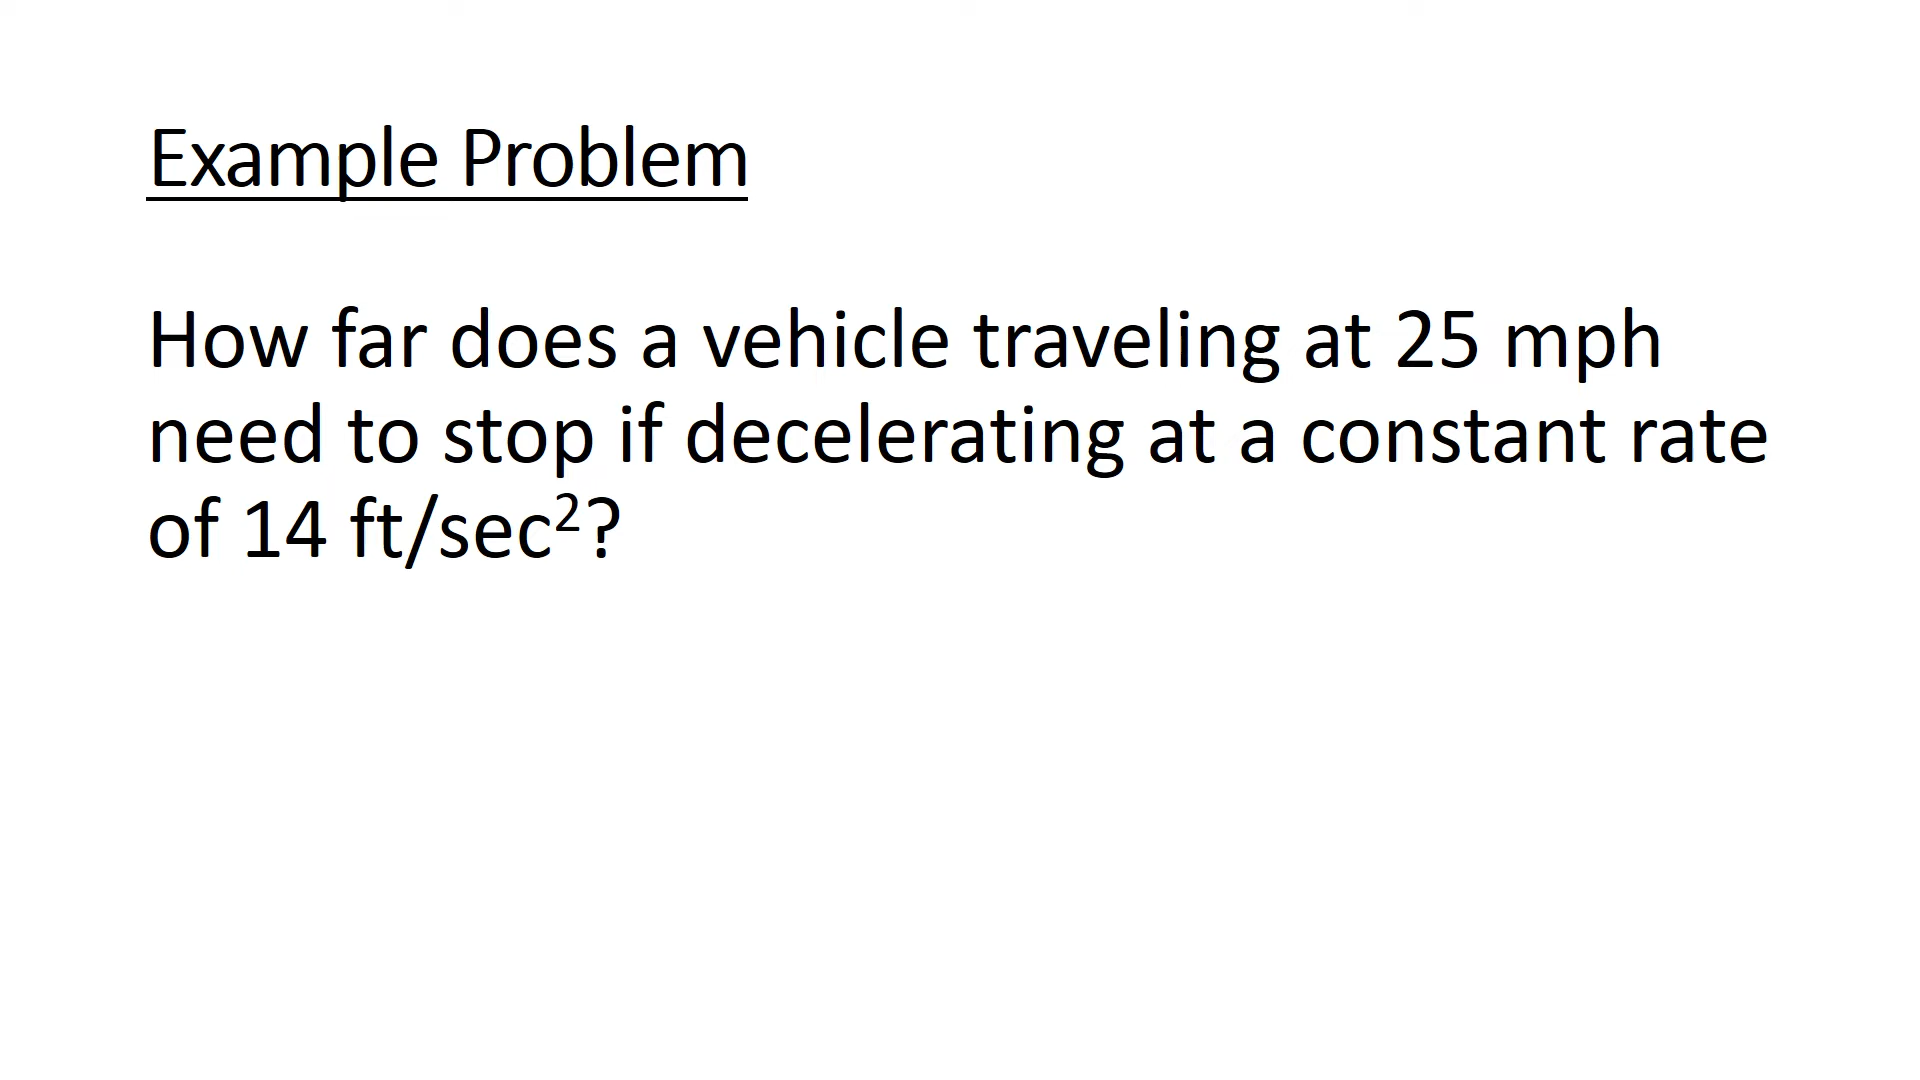 Example Problem
How far does a vehicle traveling at 25 mph
need to stop if decelerating at a constant rate
of 14 ft/sec²?